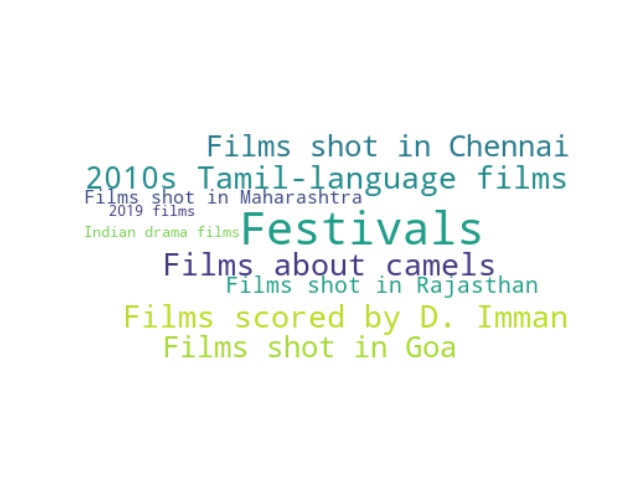 Films shot in Chennai
2010s Tamil-language films
Films shot in Maharashtra
2019 films
Festivals
Indian drama films
Films about camels
Films shot in Rajasthan
Films scored by D. Imman
Films shot in Goa